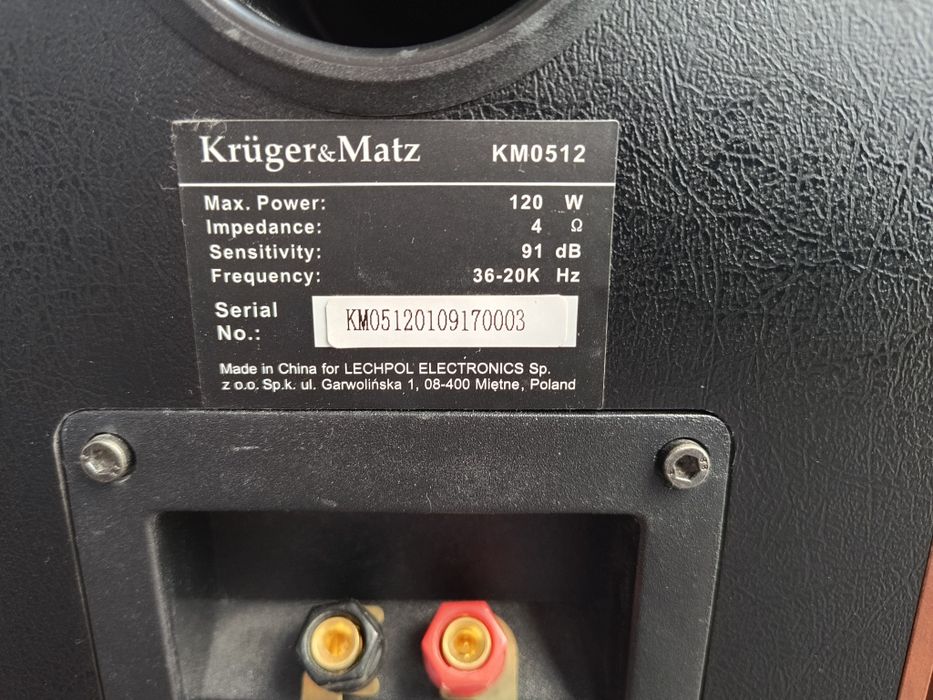 Krüger&Matz KM0512
Max. Power: 120 W
Impedance: 4 Ω
Sensitivity: 91 dB
Frequency: 36-20K Hz
Serial
No.: KM05120109170003
Made in China for LECHPOL ELECTRONICS Sp.
z o.o. Sp.k. ul. Garwolińska 1, 08-400 Miętne, Poland